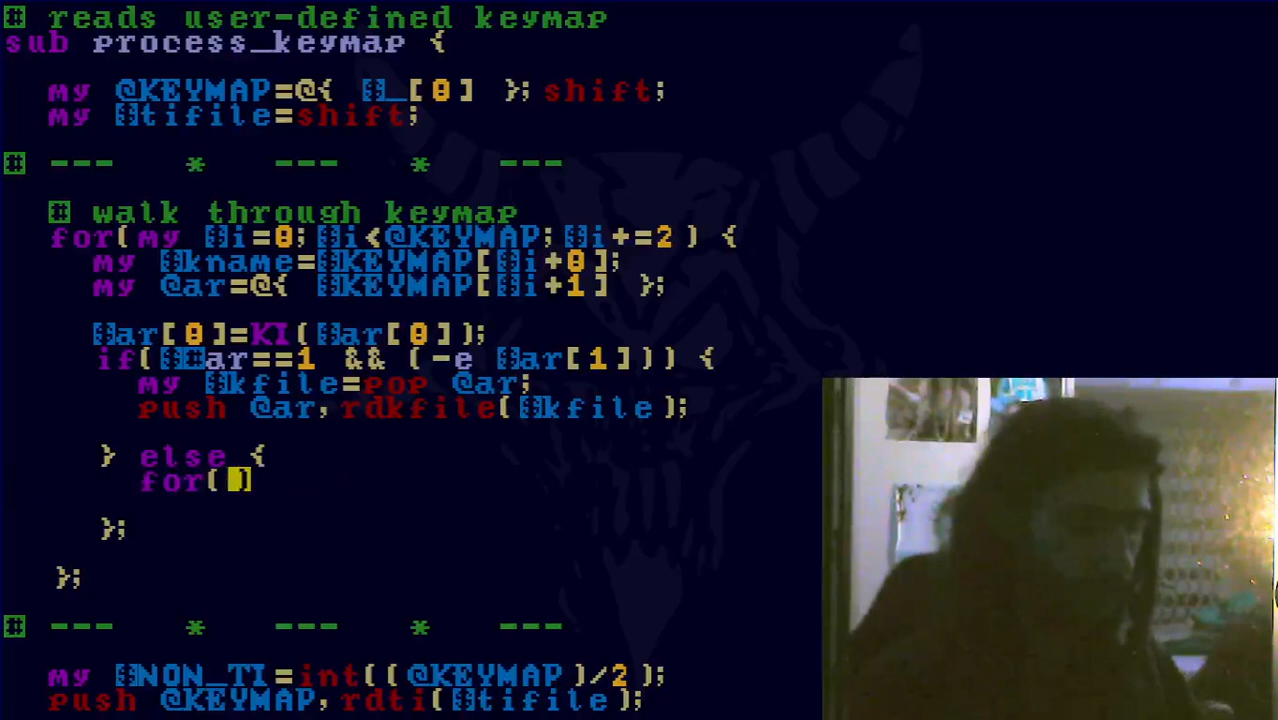 # reads user-defined keymap
sub process_keymap {
my @KEYMAP=@{ $_[0] }; shift;
my $tifile=shift;
# --- * --- * ---
# walk through keymap
for(my $i=0;$i<@KEYMAP;$i+=2) {
my $kname=$KEYMAP[$i+0];
my @ar=@{ $KEYMAP[$i+1] };
$ar[0]=KI($ar[0]);
if($#ar==1 && (-e $ar[1])) {
my $kfile=pop @ar;
push @ar,rdkfile($kfile);
} else {
for( ]
};
};
# --- * --- * ---
my $NON_TI=int((@KEYMAP)/2);
push @KEYMAP,rdti($tifile);